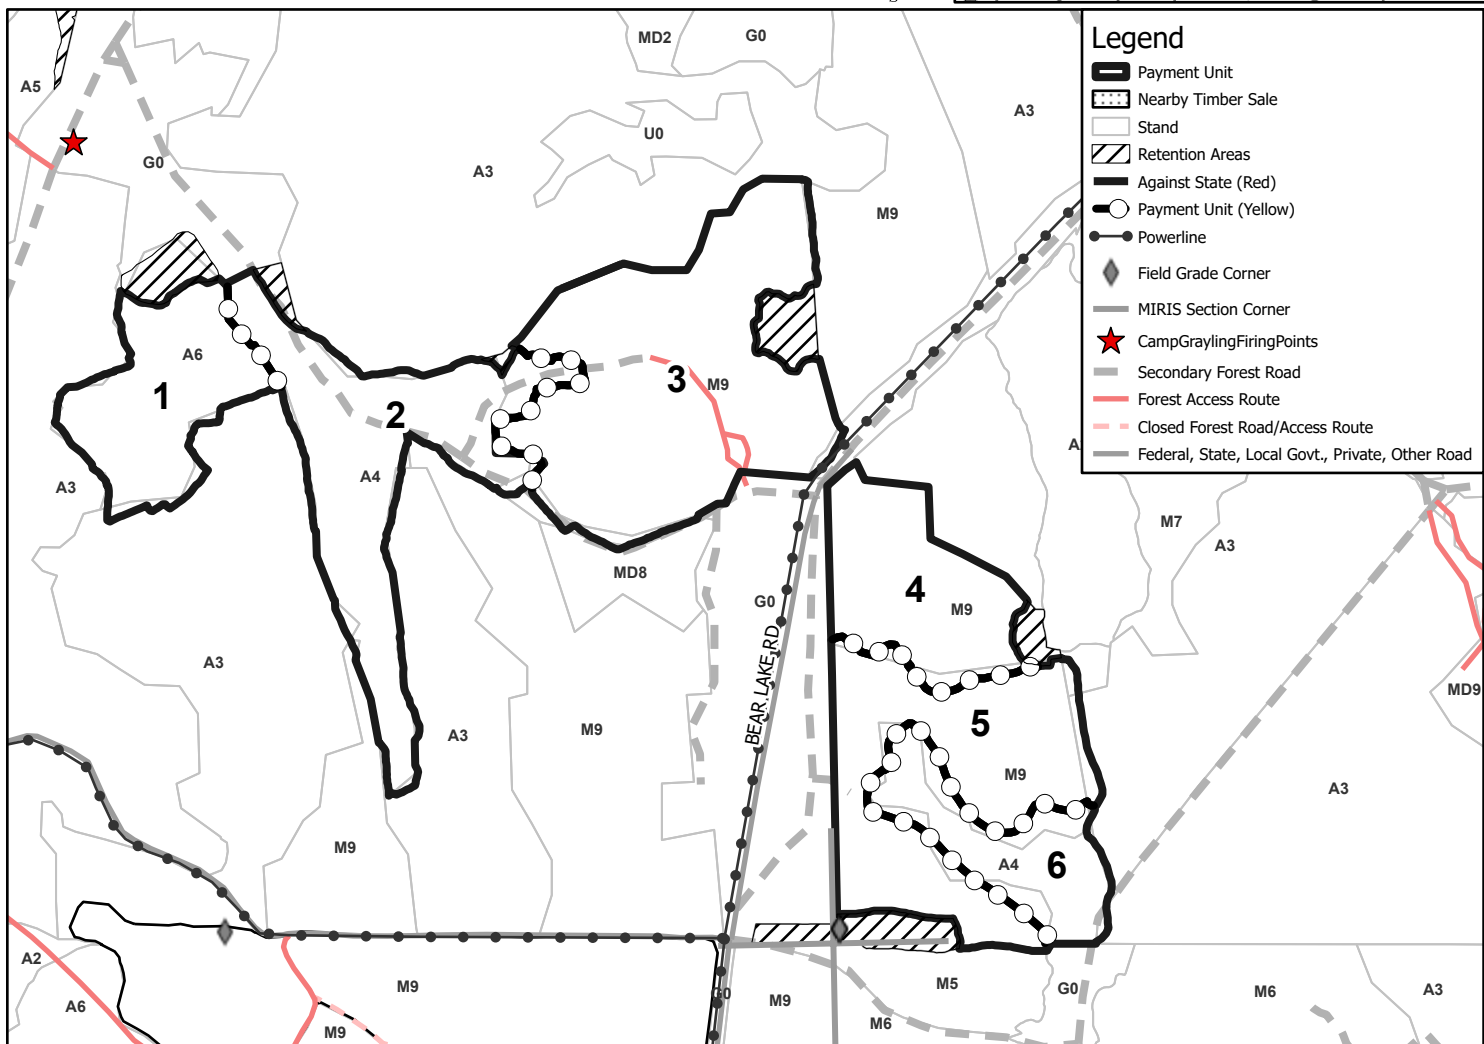 Legend
Payment Unit
Nearby Timber Sale
Stand
Retention Areas
Against State (Red)
Payment Unit (Yellow)
Powerline
Field Grade Corner
MIRIS Section Corner
CampGraylingFiringPoints
Secondary Forest Road
Forest Access Route
Closed Forest Road/Access Route
Federal, State, Local Govt., Private, Other Road
MD2
G0
A5
A3
U0
G0
A3
M9
A6
1
3
M9
2
A
A4
A3
M7
A3
MD8
4
M9
G0
BEAR LAKE RD
A3
MD9
5
A3
M9
M9
A3
M9
A4
6
A2
M9
M5
G0
M6
A3
G0
M9
A6
M9
M6